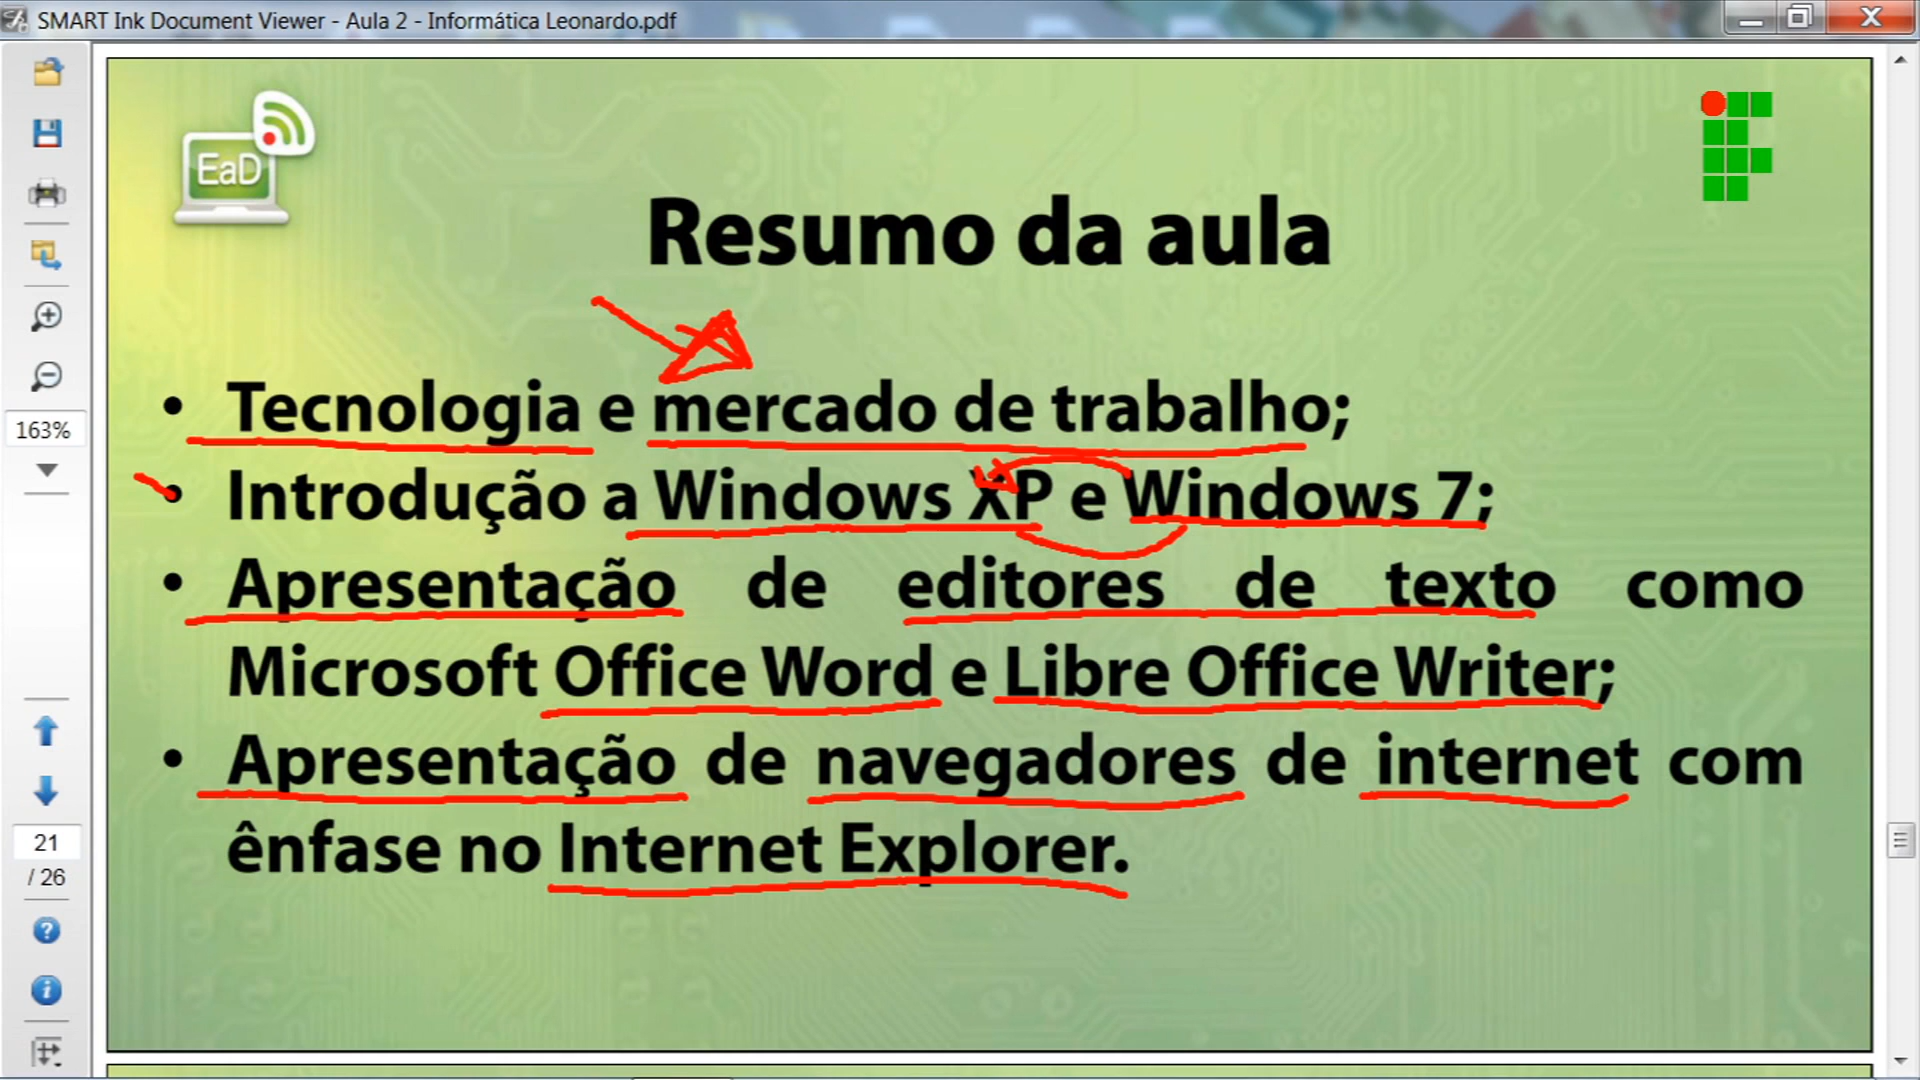 SMART Ink Document Viewer - Aula 2 - Informática Leonardo.pdf
EaD
Resumo da aula
• Tecnologia e mercado de trabalho;
• Introdução a Windows XP e Windows 7;
• Apresentação de editores de texto como
Microsoft Office Word e Libre Office Writer;
• Apresentação de navegadores de internet com
ênfase no Internet Explorer.
163%
21
/ 26